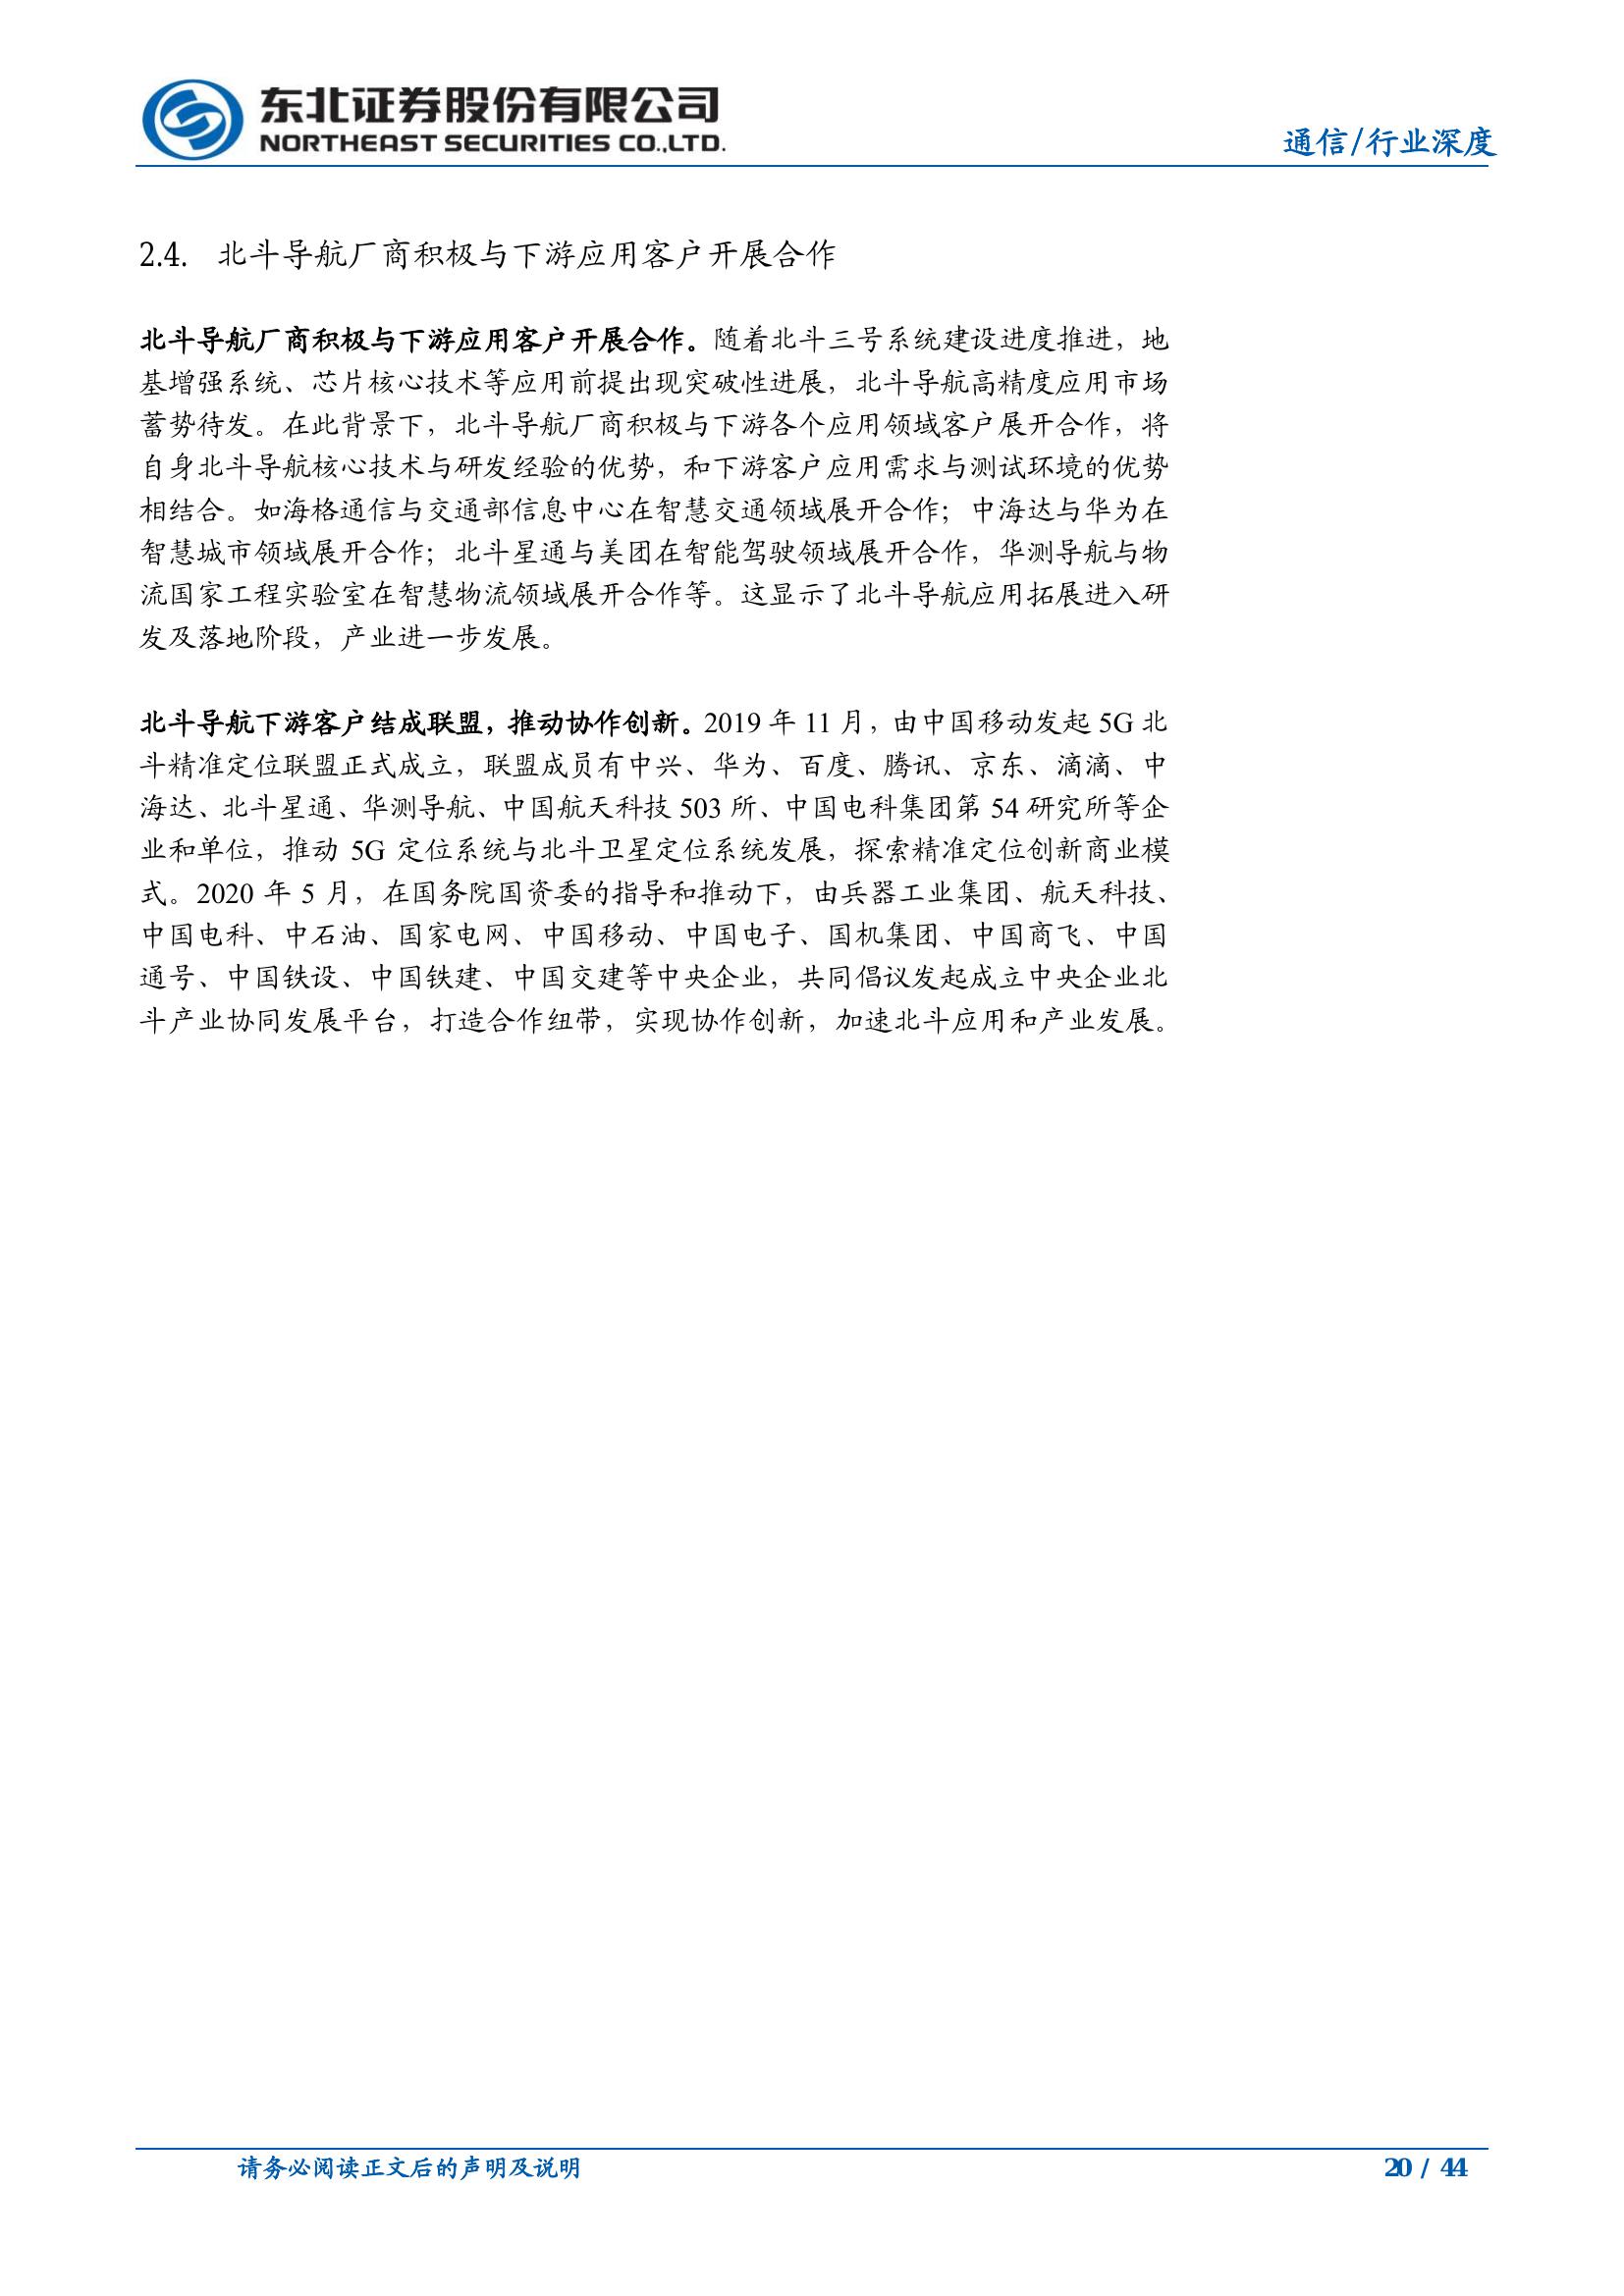 东北证券股份有限公司
NORTHEAST SECURITIES CO.,LTD.
通信/行业深度
2.4. 北斗导航厂商积极与下游应用客户开展合作
北斗导航厂商积极与下游应用客户开展合作。随着北斗三号系统建设进度推进，地
基增强系统、芯片核心技术等应用前提出现突破性进展，北斗导航高精度应用市场
蓄势待发。在此背景下，北斗导航厂商积极与下游各个应用领域客户展开合作，将
自身北斗导航核心技术与研发经验的优势，和下游客户应用需求与测试环境的优势
相结合。如海格通信与交通部信息中心在智慧交通领域展开合作；中海达与华为在
智慧城市领域展开合作；北斗星通与美团在智能驾驶领域展开合作，华测导航与物
流国家工程实验室在智慧物流领域展开合作等。这显示了北斗导航应用拓展进入研
发及落地阶段，产业进一步发展。
北斗导航下游客户结成联盟，推动协作创新。2019 年 11 月，由中国移动发起 5G 北
斗精准定位联盟正式成立，联盟成员有中兴、华为、百度、腾讯、京东、滴滴、中
海达、北斗星通、华测导航、中国航天科技 503 所、中国电科集团第 54 研究所等企
业和单位，推动 5G 定位系统与北斗卫星定位系统发展，探索精准定位创新商业模
式。2020 年 5 月，在国务院国资委的指导和推动下，由兵器工业集团、航天科技、
中国电科、中石油、国家电网、中国移动、中国电子、国机集团、中国商飞、中国
通号、中国铁设、中国铁建、中国交建等中央企业，共同倡议发起成立中央企业北
斗产业协同发展平台，打造合作纽带，实现协作创新，加速北斗应用和产业发展。
请务必阅读正文后的声明及说明
20 / 44